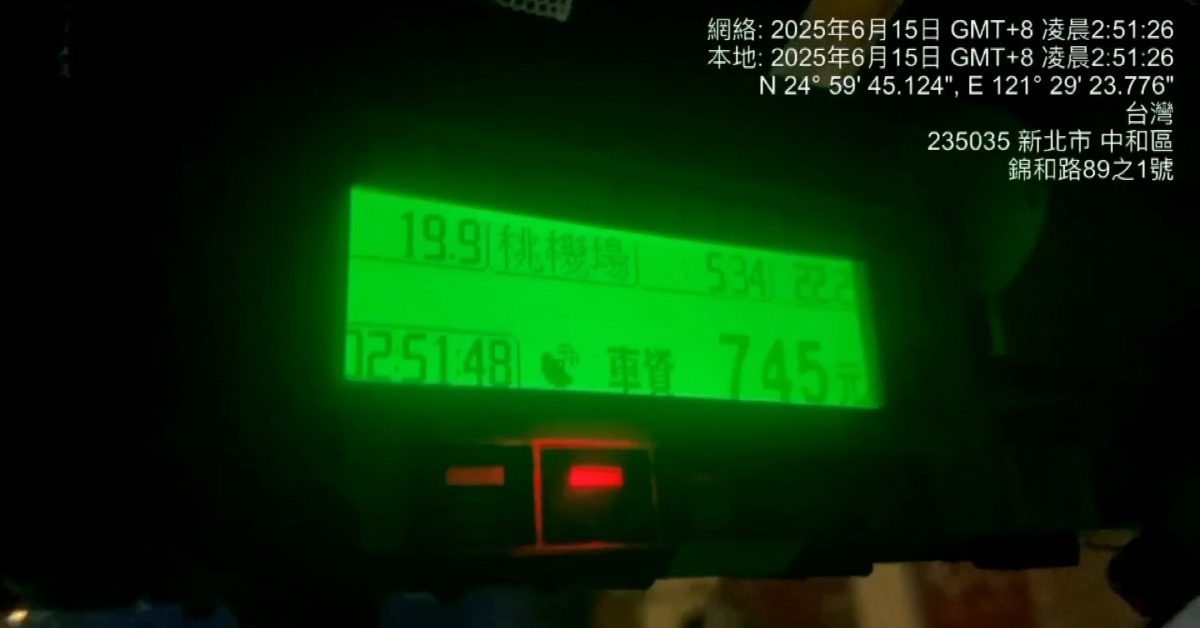 網絡: 2025年6月15日 GMT+8 凌晨2:51:26
本地: 2025年6月15日 GMT+8 凌晨2:51:26
N 24° 59' 45.124", E 121° 29' 23.776"
台灣
235035 新北市 中和區
錦和路89之1號
19.9 桃機場 534 22.2
02:51:48 車資 745元